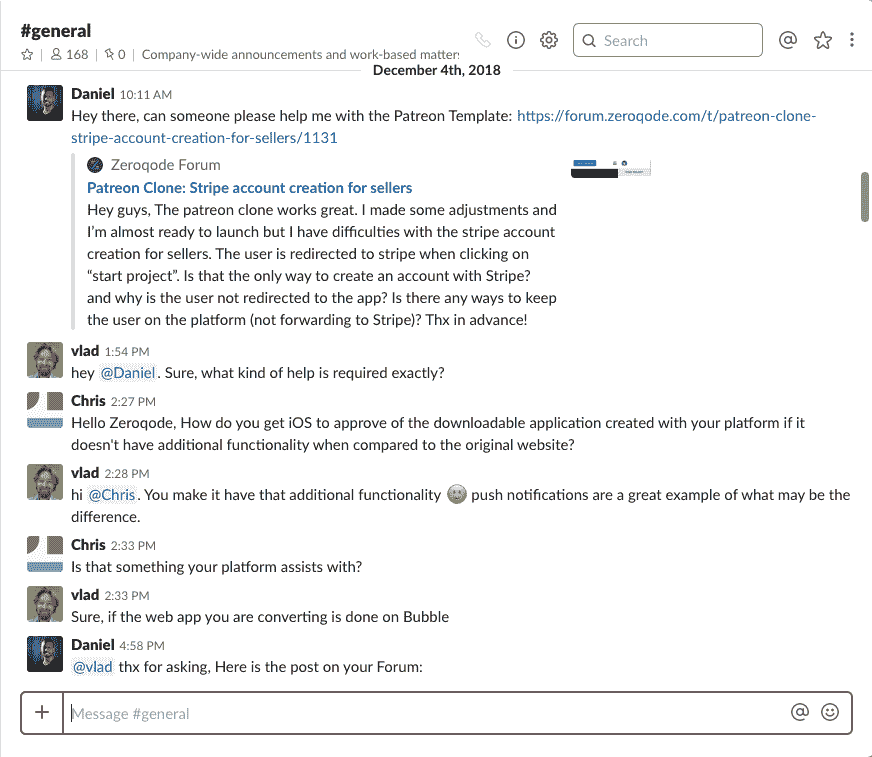 #general
168 0 Company-wide announcements and work-based matters
Search
December 4th, 2018
Daniel 10:11 AM
Hey there, can someone please help me with the Patreon Template: https://forum.zeroqode.com/t/patreon-clone-
stripe-account-creation-for-sellers/1131
Zeroqode Forum
Patreon Clone: Stripe account creation for sellers
Hey guys, The patreon clone works great. I made some adjustments and
I'm almost ready to launch but I have difficulties with the stripe account
creation for sellers. The user is redirected to stripe when clicking on
“start project”. Is that the only way to create an account with Stripe?
and why is the user not redirected to the app? Is there any ways to keep
the user on the platform (not forwarding to Stripe)? Thx in advance!
vlad 1:54 PM
hey @Daniel. Sure, what kind of help is required exactly?
Chris 2:27 PM
Hello Zeroqode, How do you get iOS to approve of the downloadable application created with your platform if it
doesn't have additional functionality when compared to the original website?
vlad 2:28 PM
hi @Chris. You make it have that additional functionality push notifications are a great example of what may be the
difference.
Chris 2:33 PM
Is that something your platform assists with?
vlad 2:33 PM
Sure, if the web app you are converting is done on Bubble
Daniel 4:58 PM
@vlad thx for asking, Here is the post on your Forum:
Message #general